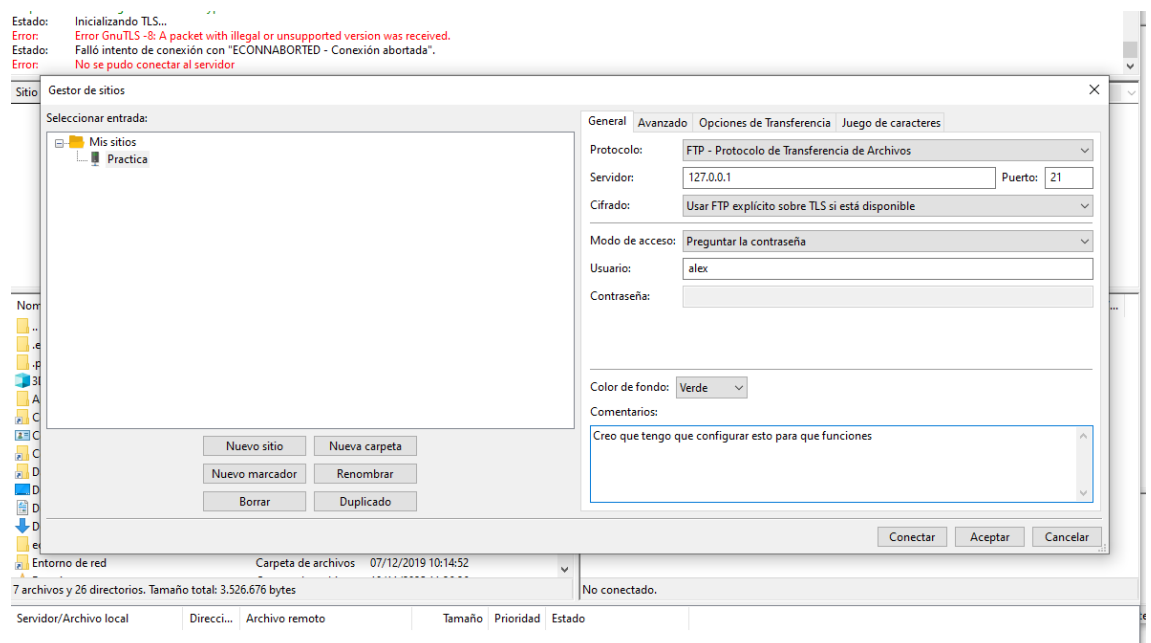 Estado: Inicializando TLS...
Error: Error GnuTLS -8: A packet with illegal or unsupported version was received.
Estado: Falló intento de conexión con "ECONNABORTED - Conexión abortada".
Error: No se pudo conectar al servidor
Sitio
Gestor de sitios
Seleccionar entrada:
Mis sitios
Practica
Nuevo sitio Nueva carpeta
Nuevo marcador Renombrar
Borrar Duplicado
General Avanzado Opciones de Transferencia Juego de caracteres
Protocolo: FTP - Protocolo de Transferencia de Archivos
Servidor: 127.0.0.1 Puerto: 21
Cifrado: Usar FTP explícito sobre TLS si está disponible
Modo de acceso: Preguntar la contraseña
Usuario: alex
Contraseña:
Color de fondo: Verde
Comentarios:
Creo que tengo que configurar esto para que funciones
Conectar Aceptar Cancelar
Nom
..
Entorno de red Carpeta de archivos 07/12/2019 10:14:52
7 archivos y 26 directorios. Tamaño total: 3.526.676 bytes
No conectado.
Servidor/Archivo local Direcci... Archivo remoto Tamaño Prioridad Estado